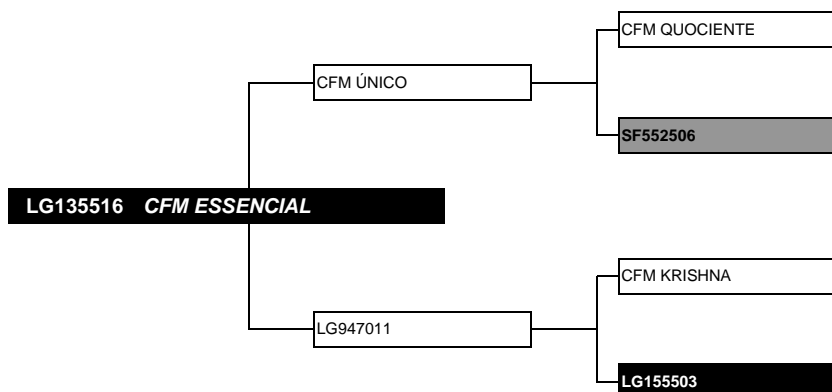 CFM QUOCIENTE
CFM ÚNICO
SF552506
LG135516 CFM ESSENCIAL
CFM KRISHNA
LG947011
LG155503